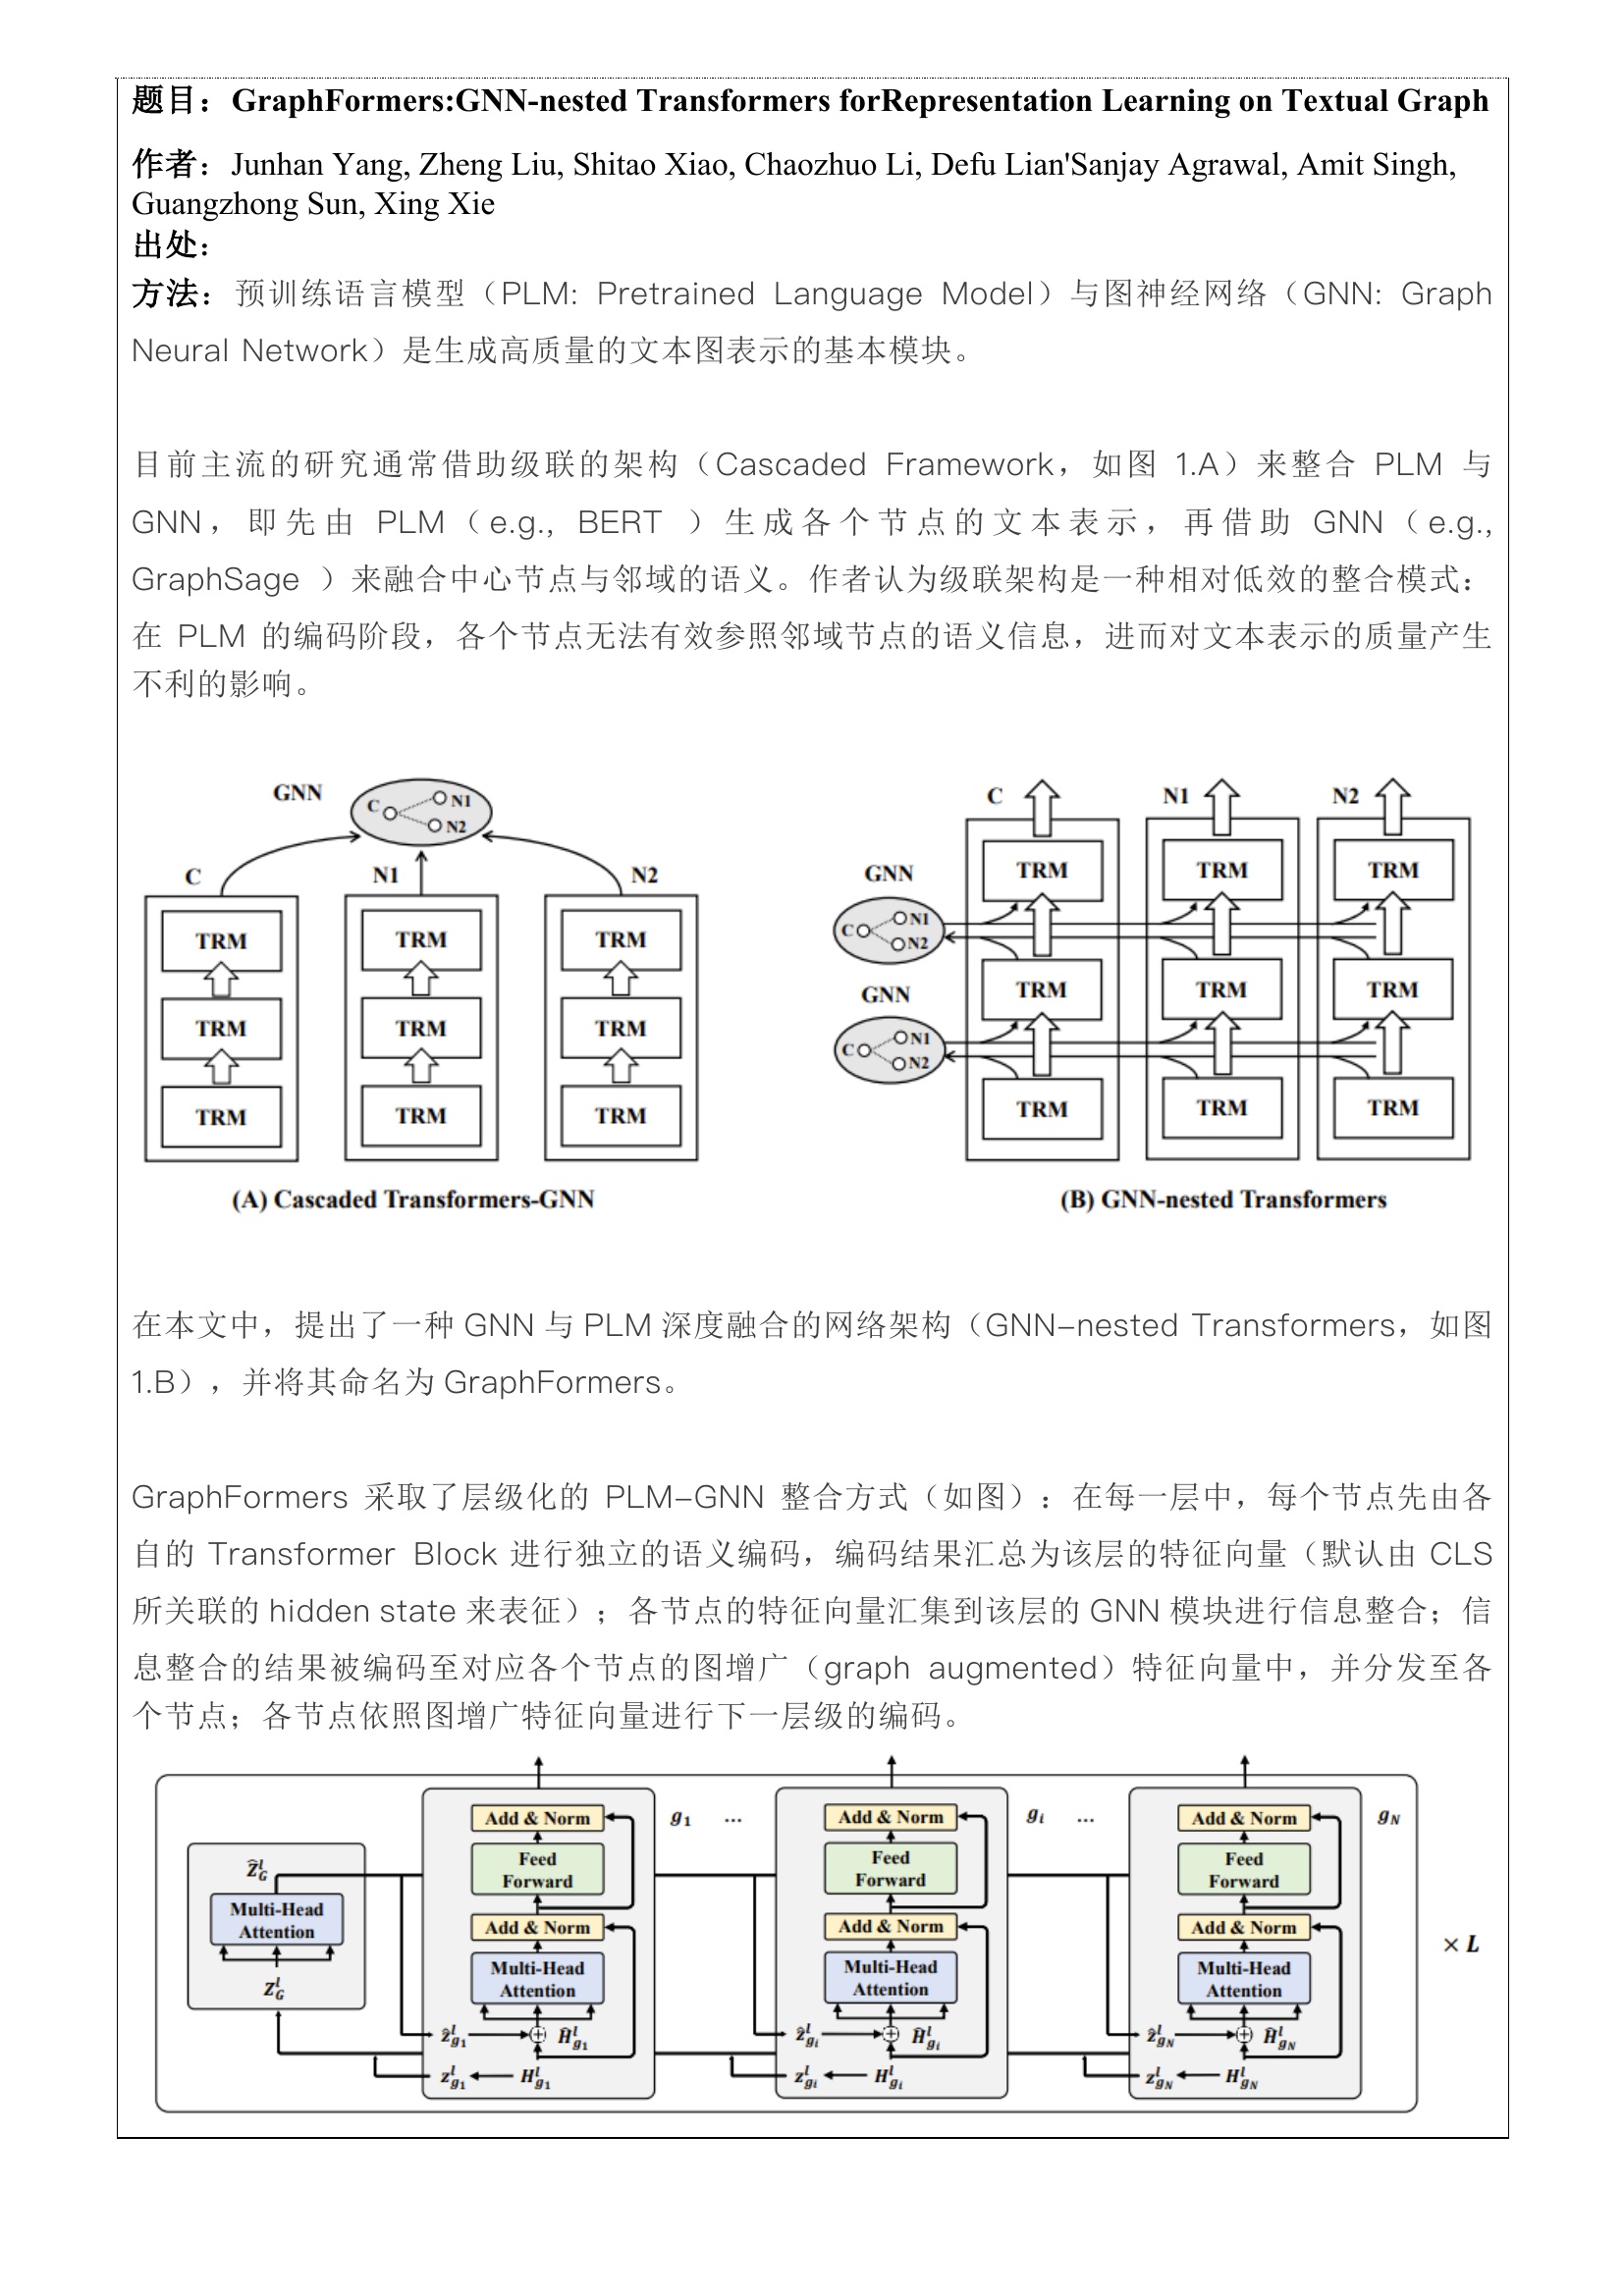 题目：GraphFormers:GNN-nested Transformers forRepresentation Learning on Textual Graph
作者：Junhan Yang, Zheng Liu, Shitao Xiao, Chaozhuo Li, Defu Lian'Sanjay Agrawal, Amit Singh,
Guangzhong Sun, Xing Xie
出处：
方法：预训练语言模型（PLM: Pretrained Language Model）与图神经网络（GNN: Graph
Neural Network）是生成高质量的文本图表示的基本模块。
目前主流的研究通常借助级联的架构（Cascaded Framework，如图 1.A）来整合 PLM 与
GNN，即先由 PLM（e.g., BERT ）生成各个节点的文本表示，再借助 GNN（e.g.,
GraphSage ）来融合中心节点与邻域的语义。作者认为级联架构是一种相对低效的整合模式：
在 PLM 的编码阶段，各个节点无法有效参照邻域节点的语义信息，进而对文本表示的质量产生
不利的影响。
GNN
C N1 N2
C N1 N2
TRM TRM TRM
TRM TRM TRM
TRM TRM TRM
(A) Cascaded Transformers-GNN
C N1 N2
TRM TRM TRM
GNN
C N1 N2
TRM TRM TRM
GNN
C N1 N2
TRM TRM TRM
(B) GNN-nested Transformers
在本文中，提出了一种 GNN 与 PLM 深度融合的网络架构（GNN-nested Transformers，如图
1.B），并将其命名为 GraphFormers。
GraphFormers 采取了层级化的 PLM-GNN 整合方式（如图）：在每一层中，每个节点先由各
自的 Transformer Block 进行独立的语义编码，编码结果汇总为该层的特征向量（默认由 CLS
所关联的 hidden state 来表征）；各节点的特征向量汇集到该层的 GNN 模块进行信息整合；信
息整合的结果被编码至对应各个节点的图增广（graph augmented）特征向量中，并分发至各
个节点；各节点依照图增广特征向量进行下一层级的编码。
Ẑ_G^l
Multi-Head
Attention
Z_G^l
Add & Norm
Feed
Forward
Add & Norm
Multi-Head
Attention
ẑ_{g_1}^l ⊕ Ĥ_{g_1}^l
z_{g_1}^l H_{g_1}^l
g_1 ...
Add & Norm
Feed
Forward
Add & Norm
Multi-Head
Attention
ẑ_{g_i}^l ⊕ Ĥ_{g_i}^l
z_{g_i}^l H_{g_i}^l
g_i ...
Add & Norm
Feed
Forward
Add & Norm
Multi-Head
Attention
ẑ_{g_N}^l ⊕ Ĥ_{g_N}^l
z_{g_N}^l H_{g_N}^l
g_N
× L